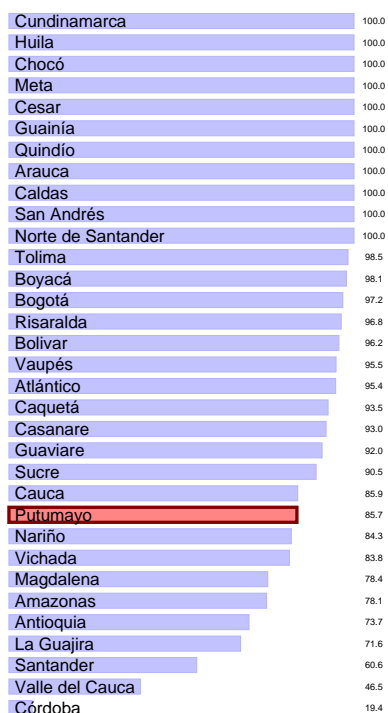 Cundinamarca 100.0
Huila 100.0
Chocó 100.0
Meta 100.0
Cesar 100.0
Guainía 100.0
Quindío 100.0
Arauca 100.0
Caldas 100.0
San Andrés 100.0
Norte de Santander 100.0
Tolima 98.5
Boyacá 98.1
Bogotá 97.2
Risaralda 96.8
Bolivar 96.2
Vaupés 95.5
Atlántico 95.4
Caquetá 93.5
Casanare 93.0
Guaviare 92.0
Sucre 90.5
Cauca 85.9
Putumayo 85.7
Nariño 84.3
Vichada 83.8
Magdalena 78.4
Amazonas 78.1
Antioquia 73.7
La Guajira 71.6
Santander 60.6
Valle del Cauca 46.5
Córdoba 19.4